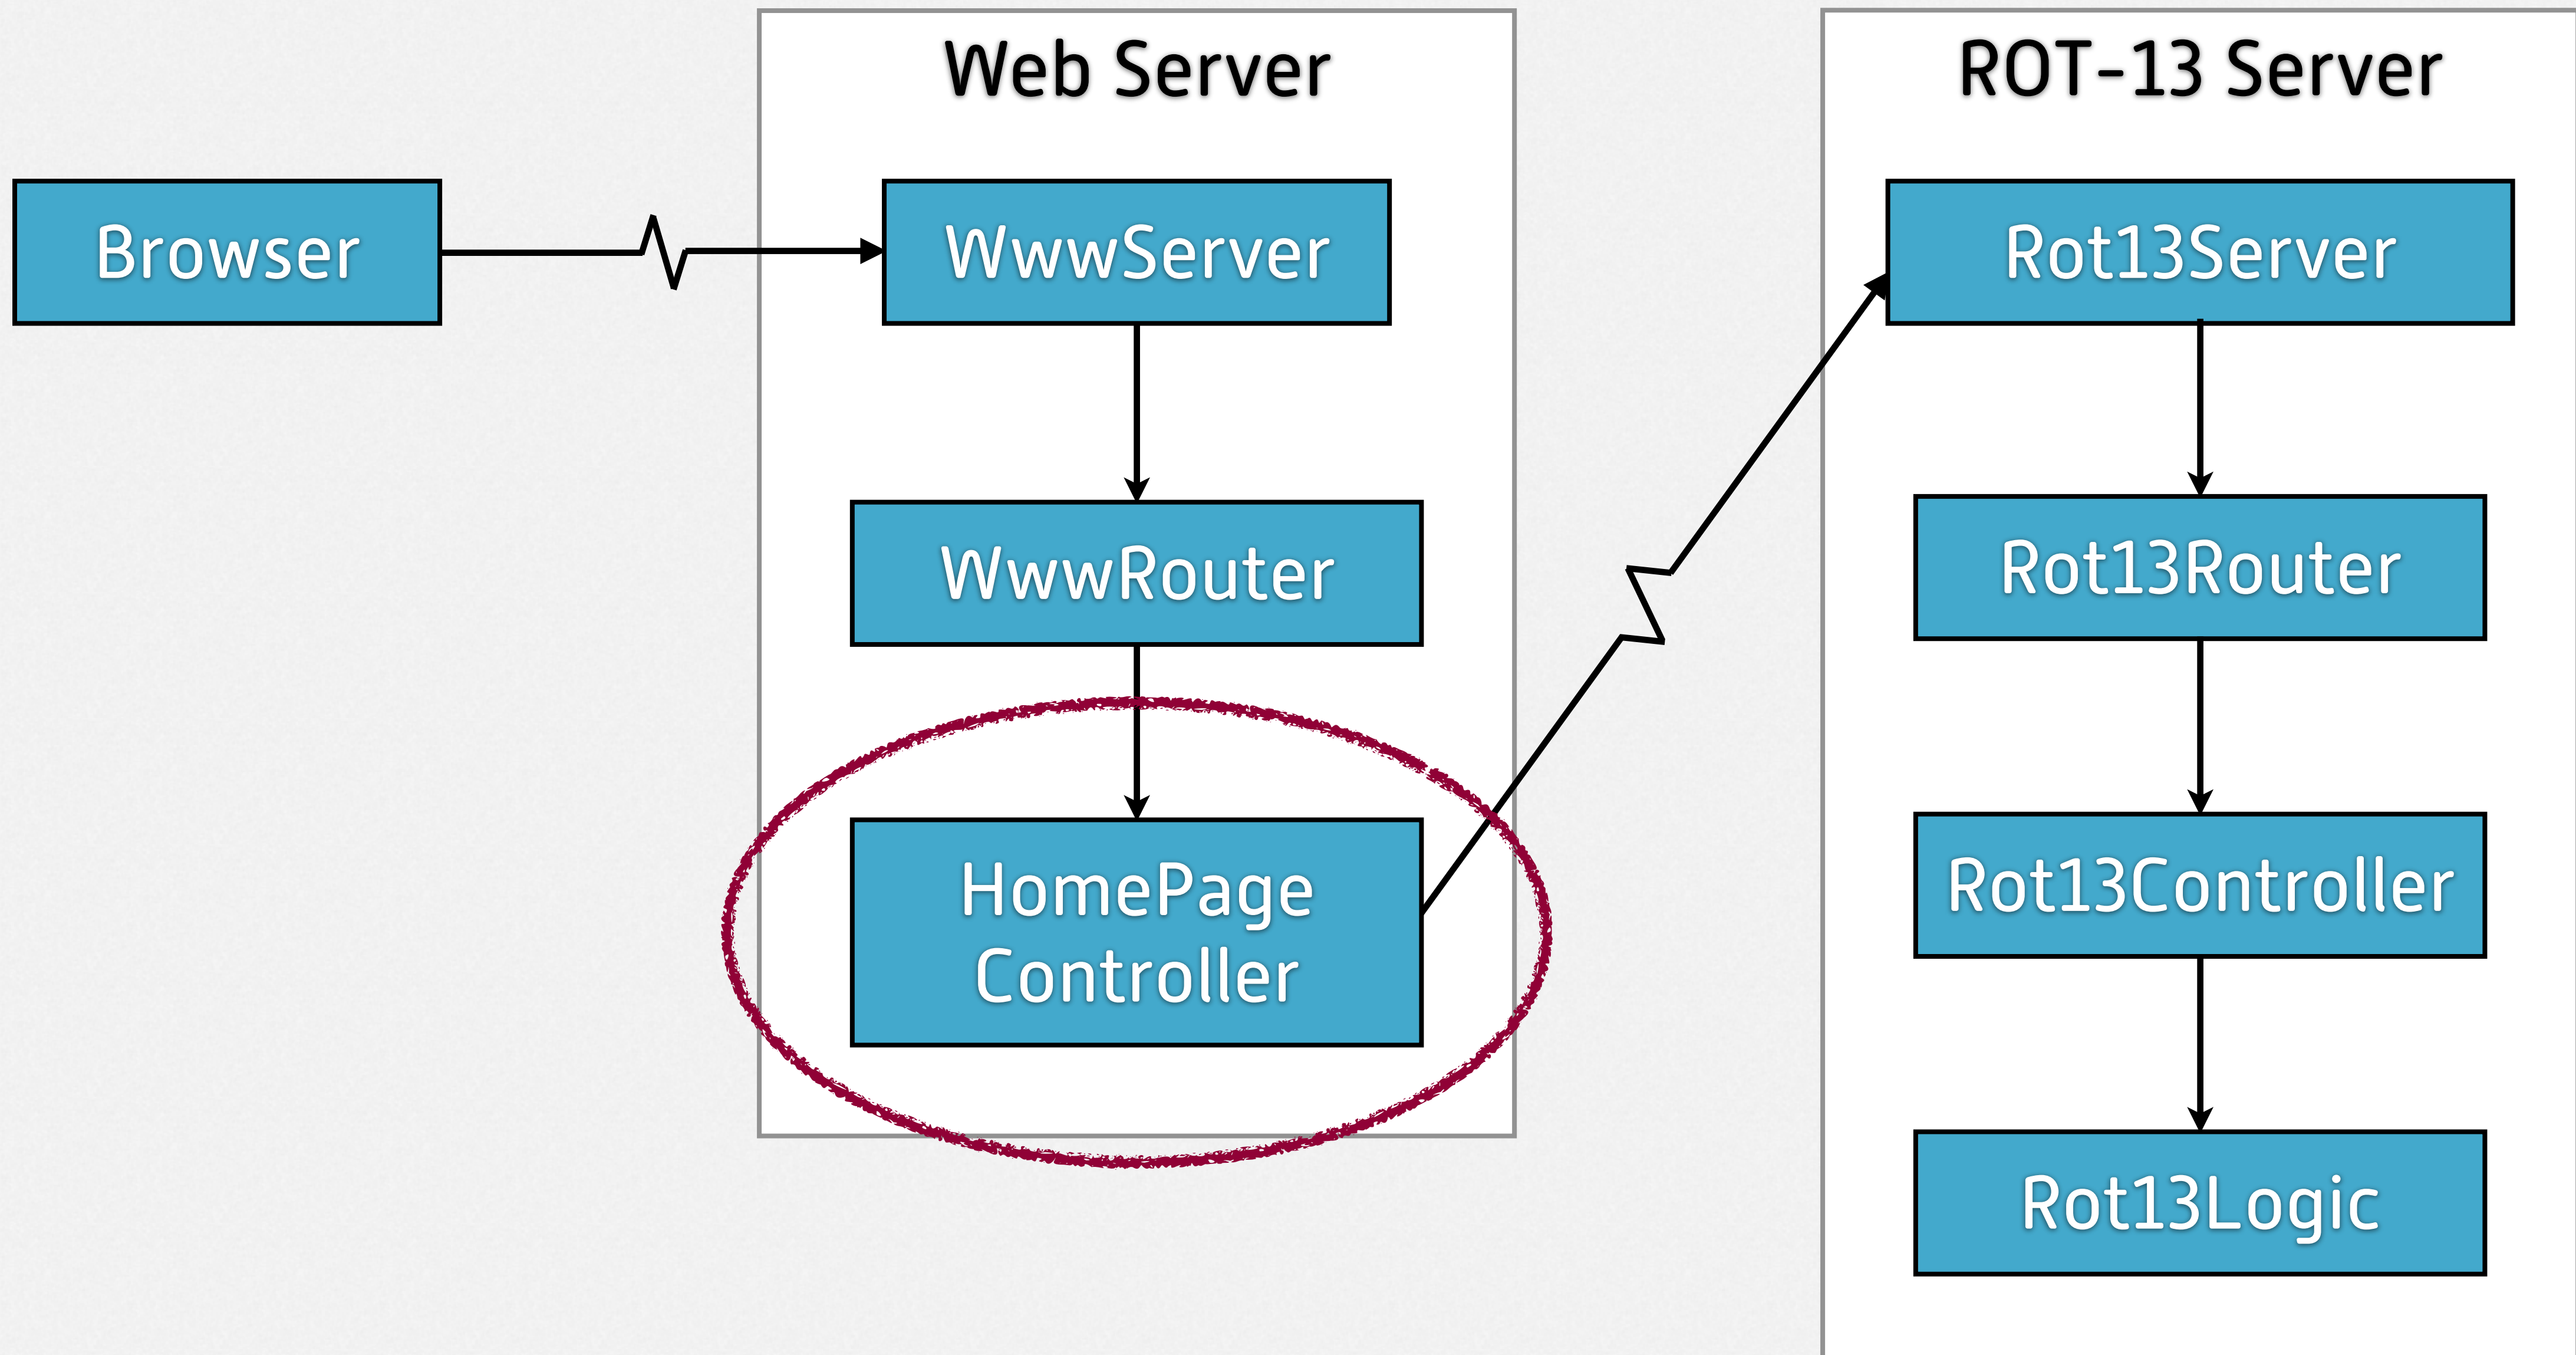 Web Server
ROT-13 Server
Browser
WwwServer
Rot13Server
WwwRouter
Rot13Router
HomePage
Controller
Rot13Controller
Rot13Logic